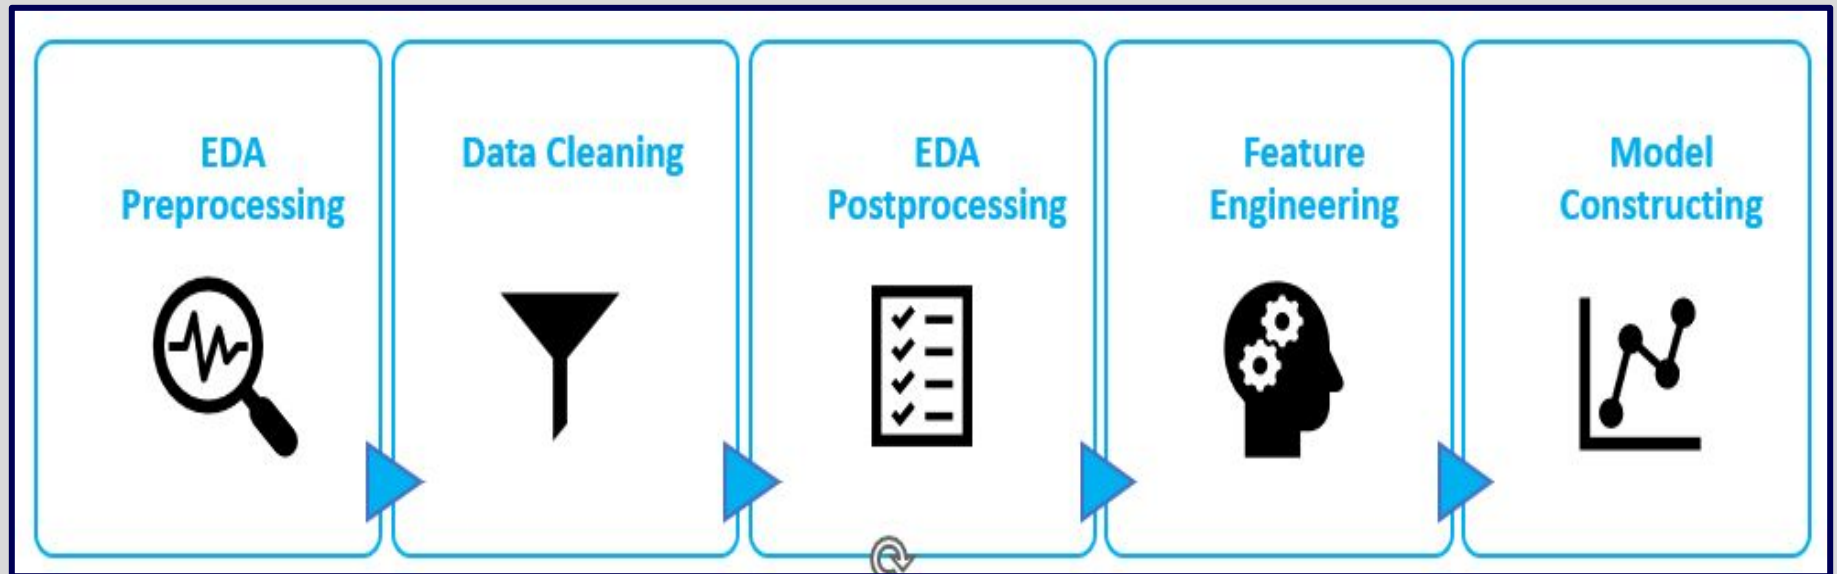 EDA
Preprocessing
Data Cleaning
EDA
Postprocessing
Feature
Engineering
Model
Constructing